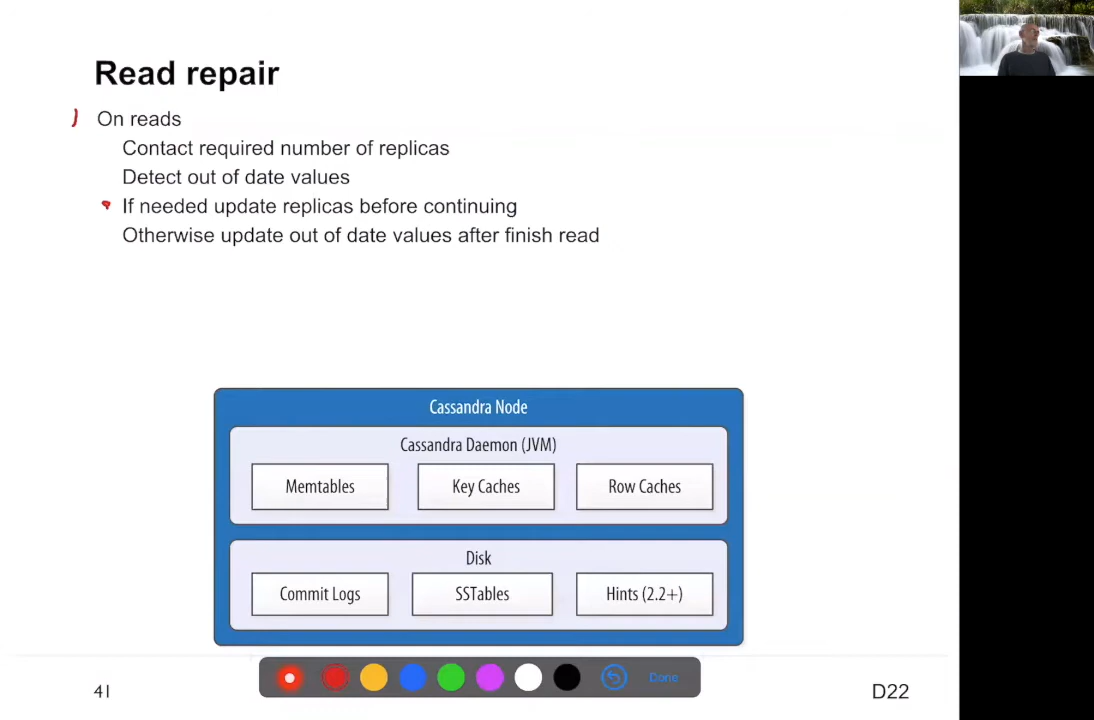 Read repair
On reads
Contact required number of replicas
Detect out of date values
If needed update replicas before continuing
Otherwise update out of date values after finish read
Cassandra Node
Cassandra Daemon (JVM)
Memtables
Key Caches
Row Caches
Disk
Commit Logs
SSTables
Hints (2.2+)
Done
41
D22